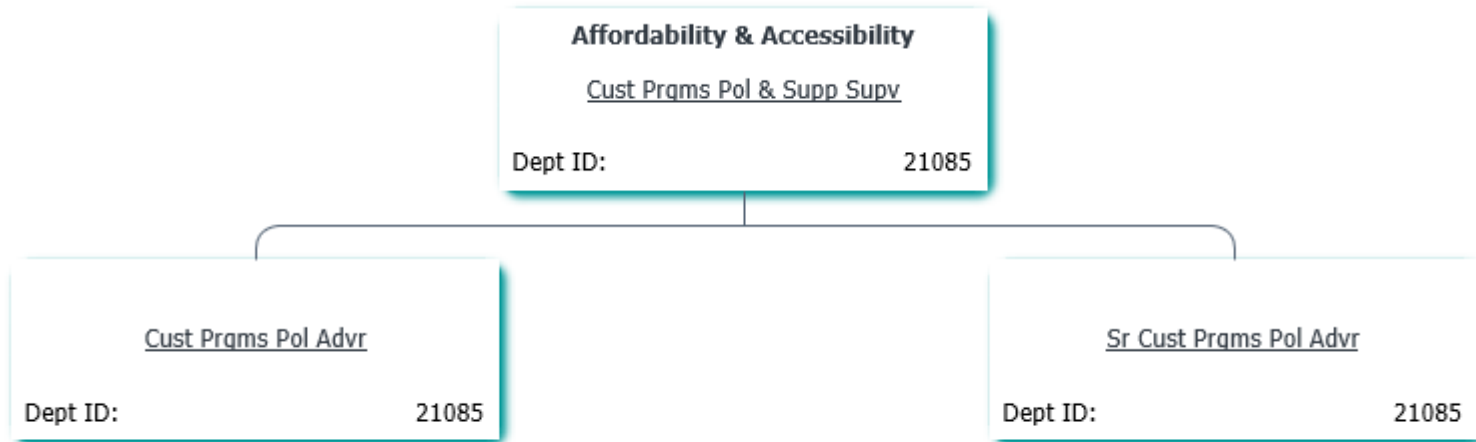 Affordability & Accessibility
Cust Prgms Pol & Supp Supv
Dept ID: 21085
Cust Prgms Pol Advr
Dept ID: 21085
Sr Cust Prgms Pol Advr
Dept ID: 21085